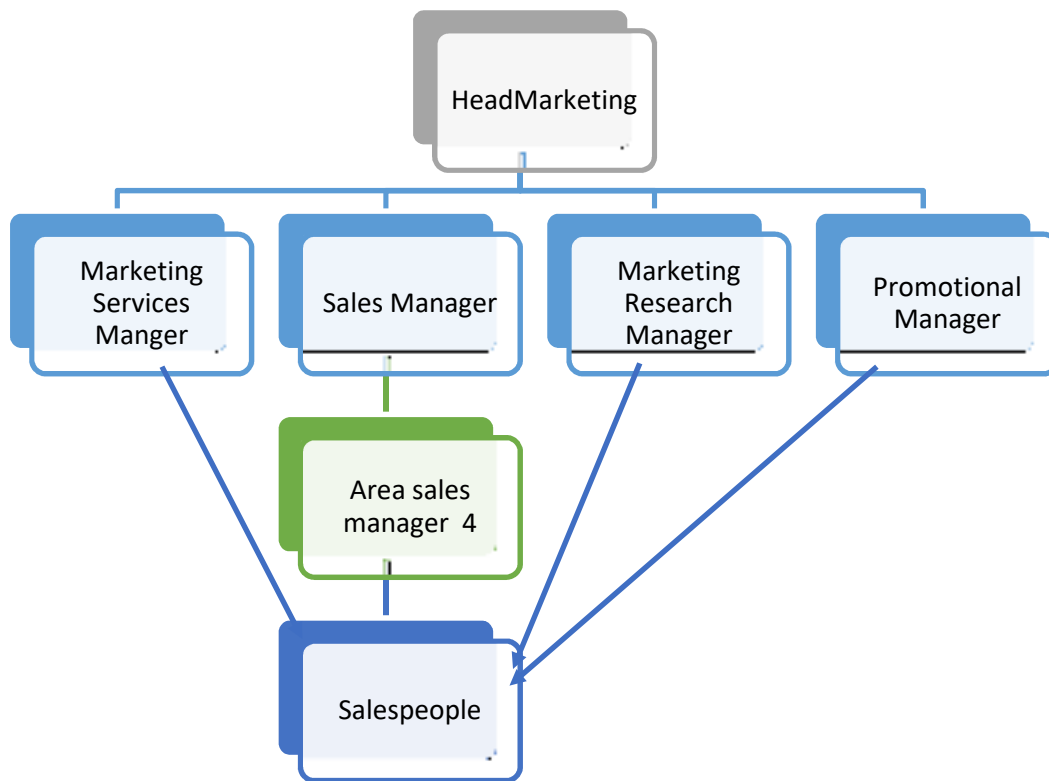 HeadMarketing
Marketing
Services
Manger
Sales Manager
Marketing
Research
Manager
Promotional
Manager
Area sales
manager 4
Salespeople